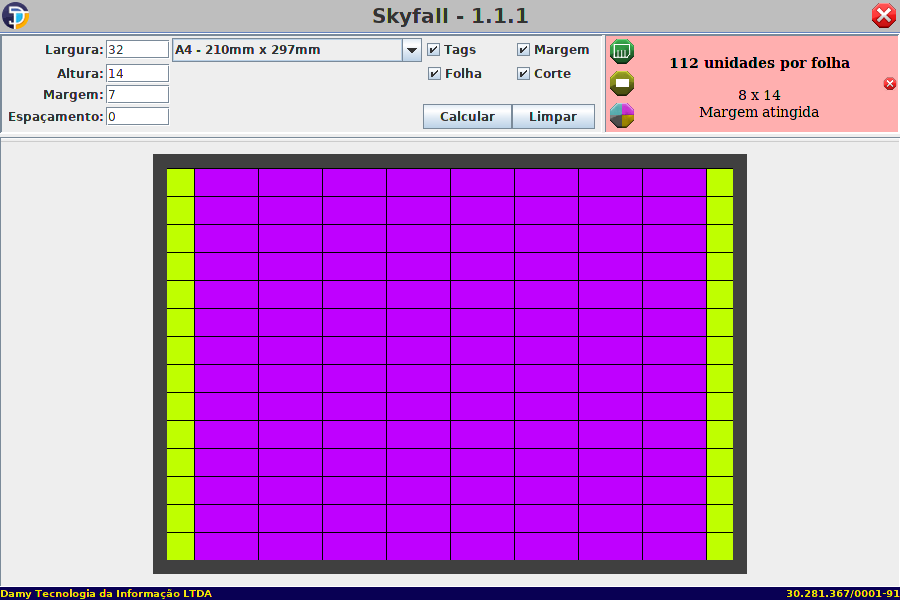 Skyfall - 1.1.1
Largura: 32
A4 - 210mm x 297mm
Tags
Margem
Altura: 14
Folha
Corte
Margem: 7
Espaçamento: 0
Calcular
Limpar
112 unidades por folha
8 x 14
Margem atingida
Damy Tecnologia da Informação LTDA
30.281.367/0001-91